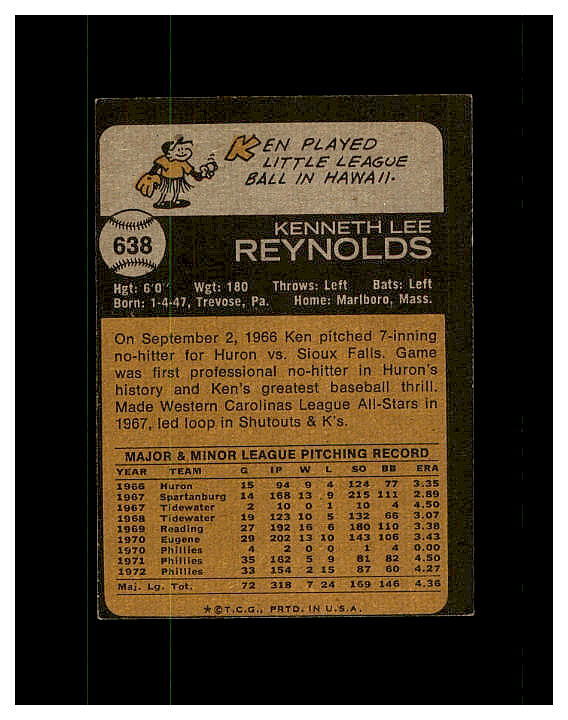 KEN PLAYED
LITTLE LEAGUE
BALL IN HAWAII.
638
KENNETH LEE
REYNOLDS
Hgt: 6'0" Wgt: 180 Throws: Left Bats: Left
Born: 1-4-47, Trevose, Pa. Home: Marlboro, Mass.
On September 2, 1966 Ken pitched 7-inning
no-hitter for Huron vs. Sioux Falls. Game
was first professional no-hitter in Huron's
history and Ken's greatest baseball thrill.
Made Western Carolinas League All-Stars in
1967, led loop in Shutouts & K's.
MAJOR & MINOR LEAGUE PITCHING RECORD
YEAR TEAM G IP W L SO BB ERA
1966 Huron 15 94 9 4 124 77 3.35
1967 Spartanburg 14 168 13 9 215 111 2.89
1967 Tidewater 2 10 0 1 10 4 4.50
1968 Tidewater 19 123 10 5 132 66 3.07
1969 Reading 27 192 16 6 180 110 3.38
1970 Eugene 29 202 13 10 143 106 3.43
1970 Phillies 4 2 0 0 1 4 0.00
1971 Phillies 35 162 5 9 81 82 4.50
1972 Phillies 33 154 2 15 87 60 4.27
Maj. Lg. Tot. 72 318 7 24 169 146 4.36
★©T.C.G., PRTD. IN U.S.A.